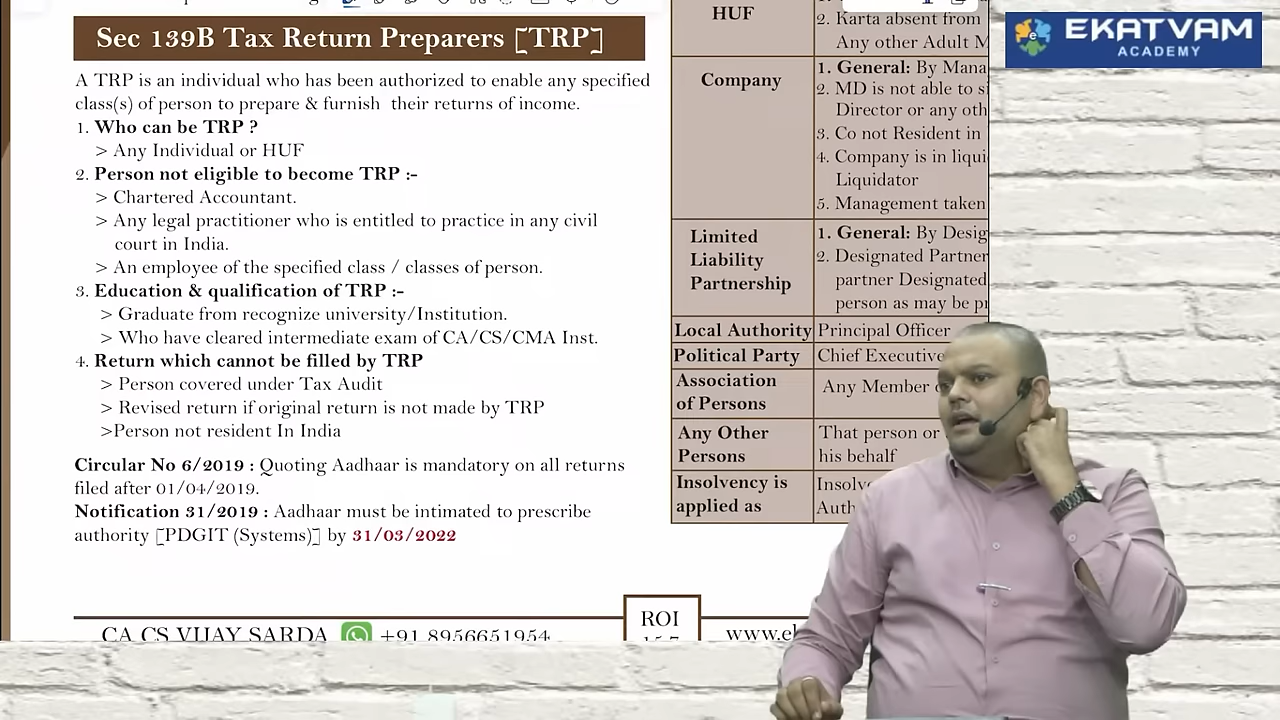 Sec 139B Tax Return Preparers [TRP]
A TRP is an individual who has been authorized to enable any specified
class(s) of person to prepare & furnish their returns of income.
1. Who can be TRP ?
> Any Individual or HUF
2. Person not eligible to become TRP :-
> Chartered Accountant.
> Any legal practitioner who is entitled to practice in any civil
court in India.
> An employee of the specified class / classes of person.
3. Education & qualification of TRP :-
> Graduate from recognize university/Institution.
> Who have cleared intermediate exam of CA/CS/CMA Inst.
4. Return which cannot be filled by TRP
> Person covered under Tax Audit
> Revised return if original return is not made by TRP
>Person not resident In India
Circular No 6/2019 : Quoting Aadhaar is mandatory on all returns
filed after 01/04/2019.
Notification 31/2019 : Aadhaar must be intimated to prescribe
authority [PDGIT (Systems)] by 31/03/2022
HUF
2. Karta absent from
Any other Adult
Company
1. General: By
2. MD is not able to
Director or any
3. Co not Resident in
4. Company is in
Liquidator
5. Management taken
Limited
Liability
Partnership
1. General: By
2. Designated Partner
partner Designated
person as may be
Local Authority
Principal Officer
Political Party
Chief Executive
Association
of Persons
Any Member
Any Other
Persons
That person or
his behalf
Insolvency is
applied as
CA CS VIJAY SARDA +91 8956651954
ROI
EKATVAM
ACADEMY